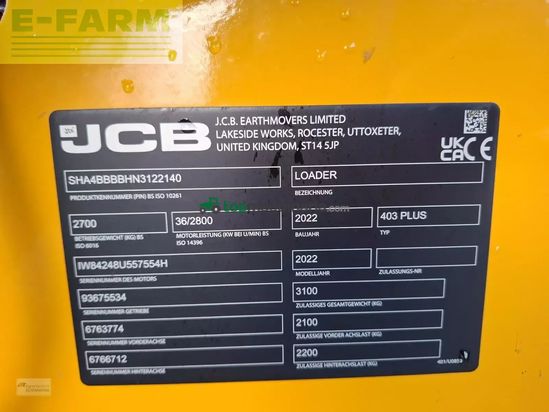 E-FARM
JCB
J.C.B. EARTHMOVERS LIMITED
LAKESIDE WORKS, ROCESTER, UTTOXETER,
UNITED KINGDOM, ST14 5JP
UK CA CE
SHA4BBBBHN3122140
PRODUKTKENNUMMER (PIN) BS ISO 10261
LOADER
BEZEICHNUNG
2700
BETRIEBSGEWICHT (KG) BS ISO 6016
36/2800
MOTORLEISTUNG (KW BEI U/MIN) BS ISO 14396
2022
BAUJAHR
403 PLUS
TYP
IW84248U557554H
SERIENNUMMER DES MOTORS
2022
MODELLJAHR
ZULASSUNGS-NR
93675534
SERIENNUMMER GETRIEBE
3100
ZULASSIGES GESAMTGEWICHT (KG)
6763774
SERIENNUMMER VORDERACHSE
2100
ZULASSIGE VORDER ACHSLAST (KG)
6766712
SERIENNUMMER HINTERACHSE
2200
ZULASSIGE HINTERACHSLAST (KG)